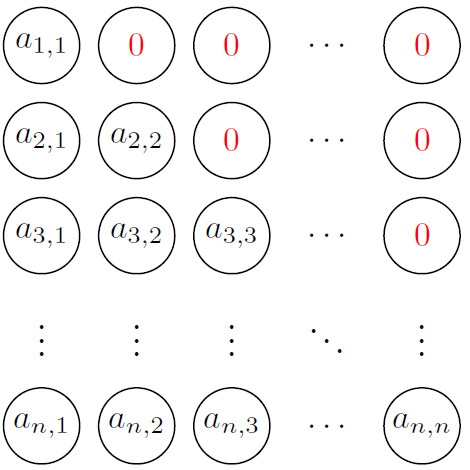 a₁,₁ 0 0 ⋯ 0
a₂,₁ a₂,₂ 0 ⋯ 0
a₃,₁ a₃,₂ a₃,₃ ⋯ 0
⋮ ⋮ ⋮ ⋱ ⋮
aₙ,₁ aₙ,₂ aₙ,₃ ⋯ aₙ,ₙ